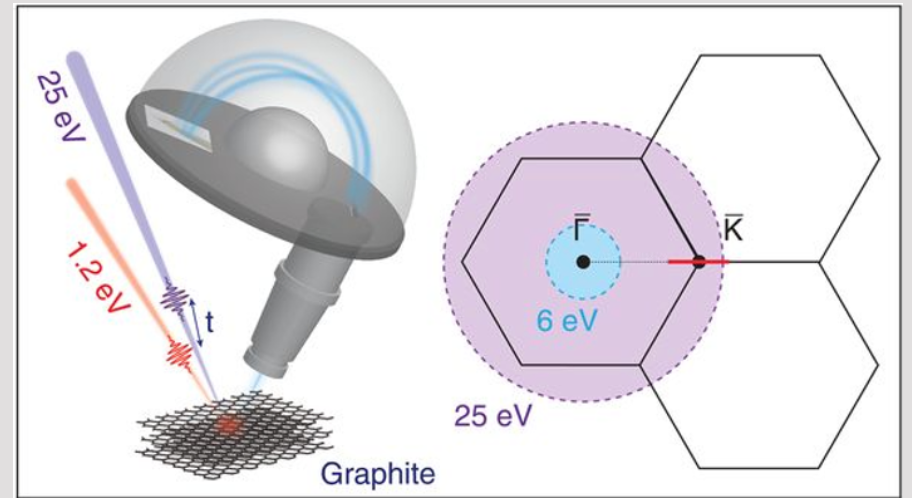 25 eV
1.2 eV
t
Graphite
Γ̅
K̅
6 eV
25 eV